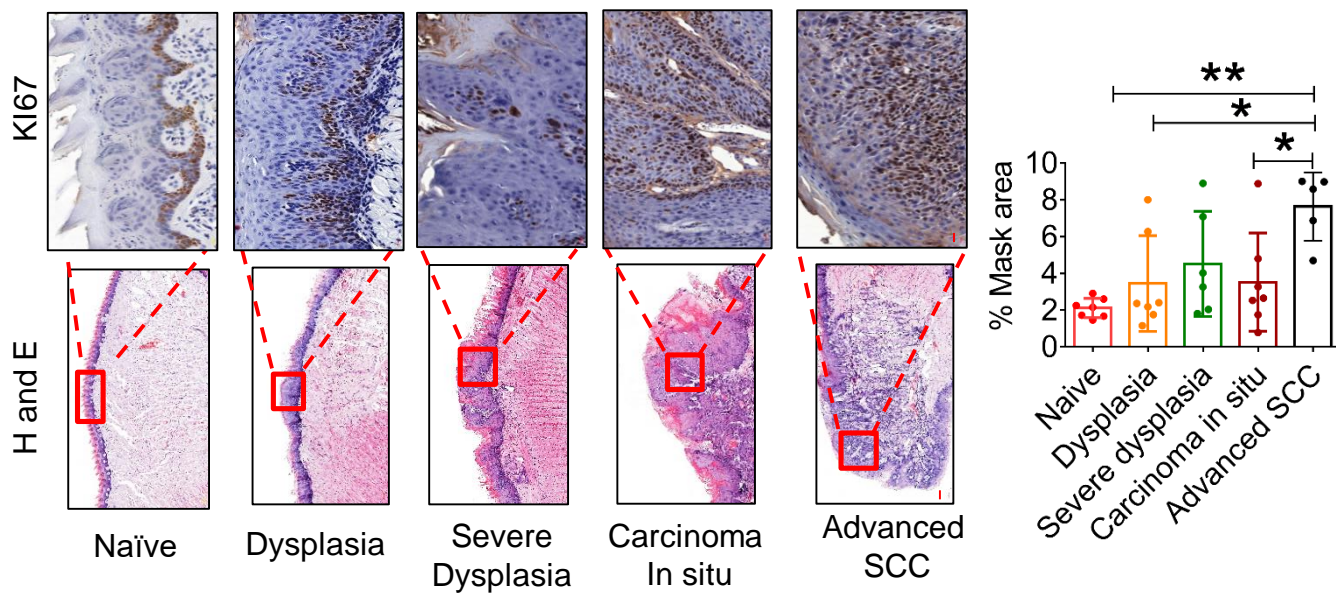 KI67
H and E
Naïve
Dysplasia
Severe
Dysplasia
Carcinoma
In situ
Advanced
SCC
**
*
*
% Mask area
10
8
6
4
2
0
Naive
Dysplasia
Severe dysplasia
Carcinoma In situ
Advanced SCC